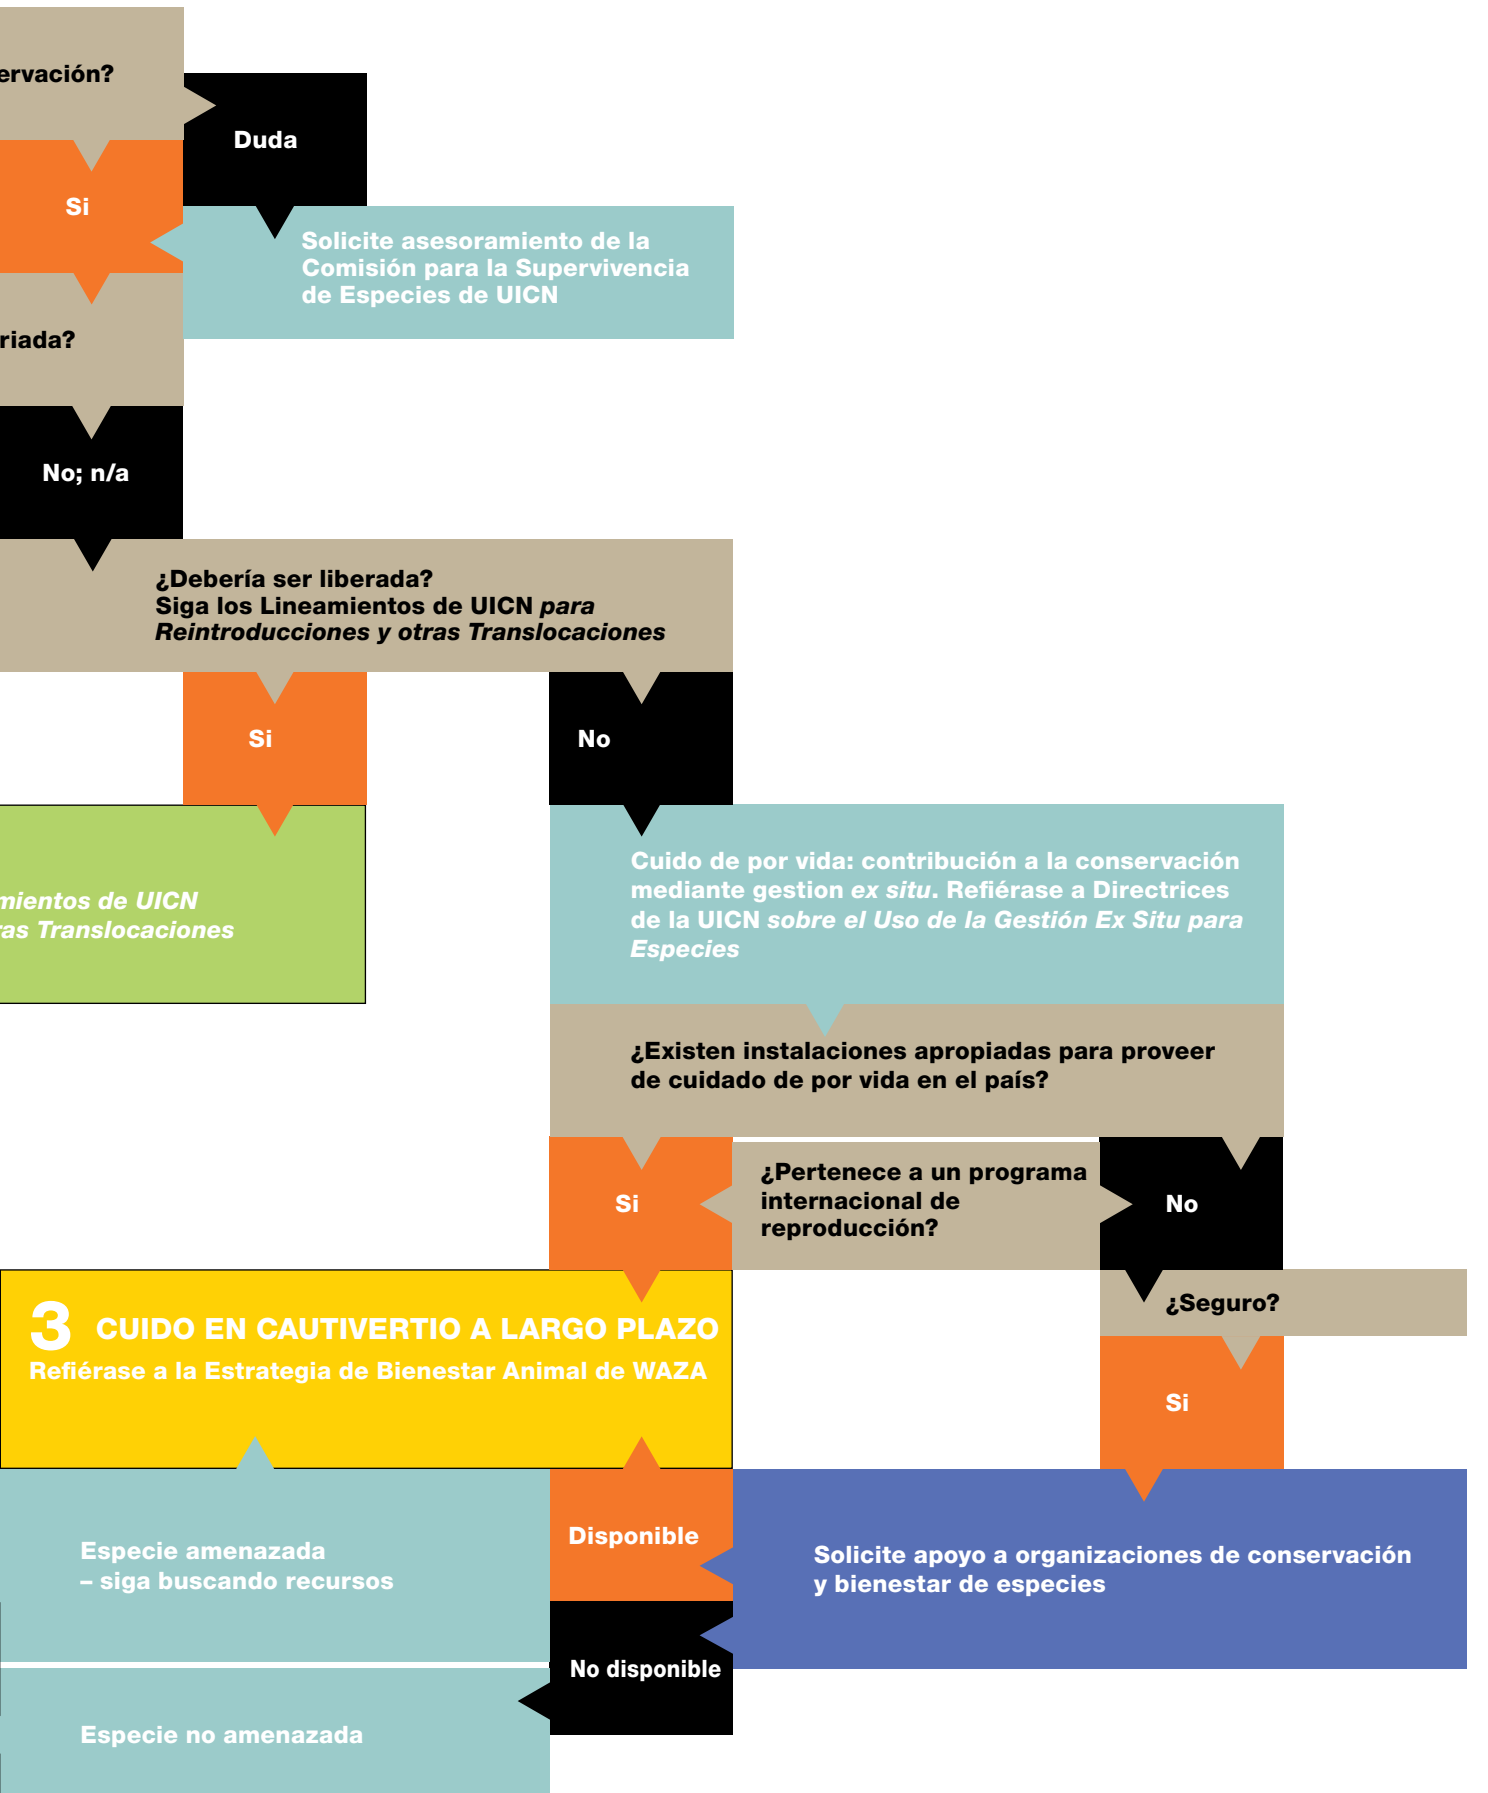 ervación?
Duda
Si
Solicite asesoramiento de la
Comisión para la Supervivencia
de Especies de UICN
riada?
No; n/a
¿Debería ser liberada?
Siga los Lineamientos de UICN para
Reintroducciones y otras Translocaciones
Si
No
mientos de UICN
ras Translocaciones
Cuido de por vida: contribución a la conservación
mediante gestion ex situ. Refiérase a Directrices
de la UICN sobre el Uso de la Gestión Ex Situ para
Especies
¿Existen instalaciones apropiadas para proveer
de cuidado de por vida en el país?
Si
¿Pertenece a un programa
internacional de
reproducción?
No
¿Seguro?
3 CUIDO EN CAUTIVERTIO A LARGO PLAZO
Refiérase a la Estrategia de Bienestar Animal de WAZA
Si
Especie amenazada
– siga buscando recursos
Disponible
Solicite apoyo a organizaciones de conservación
y bienestar de especies
No disponible
Especie no amenazada